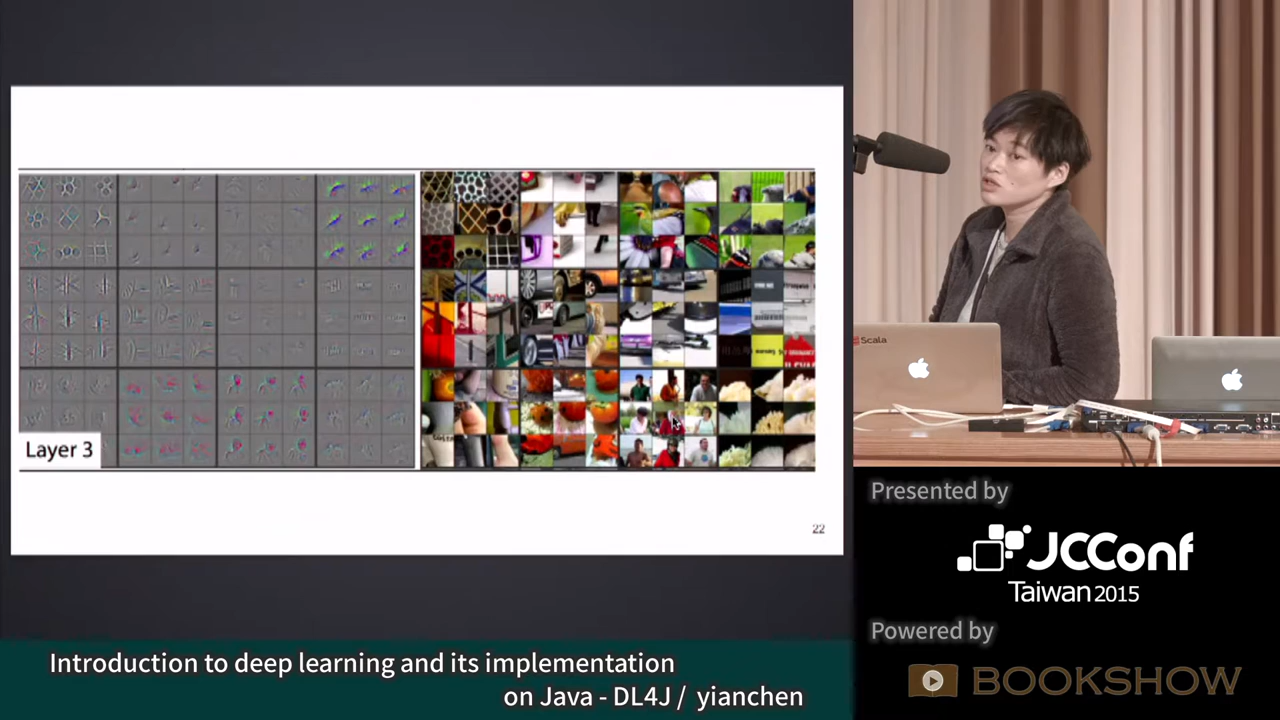 Layer 3
22
Scala
Presented by
JCConf
Taiwan 2015
Powered by
BOOKSHOW
Introduction to deep learning and its implementation
on Java - DL4J / yianchen